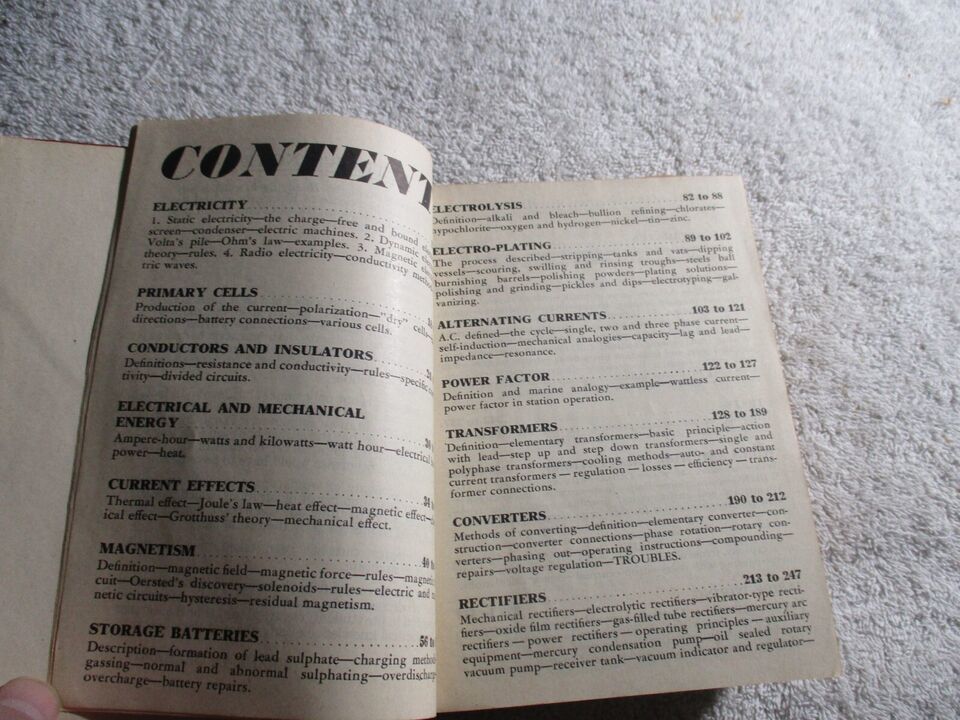 CONTENT
ELECTRICITY
1. Static electricity—the charge—free and bound
screen—condenser—electric machines. 2. Dynamic
Volta's pile—Ohm's law—examples. 3. Magnetic
theory—rules. 4. Radio electricity—conductivity
tric waves.
PRIMARY CELLS
Production of the current—polarization—"dry" cells—
directions—battery connections—various cells.
CONDUCTORS AND INSULATORS
Definitions—resistance and conductivity—rules—specific
tivity—divided circuits.
ELECTRICAL AND MECHANICAL
ENERGY
Ampere-hour—watts and kilowatts—watt hour—electrical
power—heat.
CURRENT EFFECTS
Thermal effect—Joule's law—heat effect—magnetic effect—
ical effect—Grotthuss' theory—mechanical effect.
MAGNETISM
Definition—magnetic field—magnetic force—rules—magnetic
cuit—Oersted's discovery—solenoids—rules—electric and
netic circuits—hysteresis—residual magnetism.
STORAGE BATTERIES 56
Description—formation of lead sulphate—charging
gassing—normal and abnormal sulphating—overdischarge
overcharge—battery repairs.
ELECTROLYSIS 82 to 88
Definition—alkali and bleach—bullion refining—chlorates—
hypochlorite—oxygen and hydrogen—nickel—tin—zinc.
ELECTRO-PLATING 89 to 102
The process described—stripping—tanks and vats—dipping
vessels—scouring, swilling and rinsing troughs—steels ball
burnishing barrels—polishing powders—plating solutions—
polishing and grinding—pickles and dips—electrotyping—gal-
vanizing.
ALTERNATING CURRENTS 103 to 121
A.C. defined—the cycle—single, two and three phase current—
self-induction—mechanical analogies—capacity—lag and lead—
impedance—resonance.
POWER FACTOR 122 to 127
Definition and marine analogy—example—wattless current—
power factor in station operation.
TRANSFORMERS 128 to 189
Definition—elementary transformers—basic principle—action
with lead—step up and step down transformers—single and
polyphase transformers—cooling methods—auto- and constant
current transformers—regulation—losses—efficiency—trans-
former connections.
CONVERTERS 190 to 212
Methods of converting—definition—elementary converter—con-
struction—converter connections—phase rotation—rotary con-
verters—phasing out—operating instructions—compounding—
repairs—voltage regulation—TROUBLES.
RECTIFIERS 213 to 247
Mechanical rectifiers—electrolytic rectifiers—vibrator-type recti-
fiers—oxide film rectifiers—gas-filled tube rectifiers—mercury arc
rectifiers—power rectifiers—operating principles—auxiliary
equipment—mercury condensation pump—oil sealed rotary
vacuum pump—receiver tank—vacuum indicator and regulator—